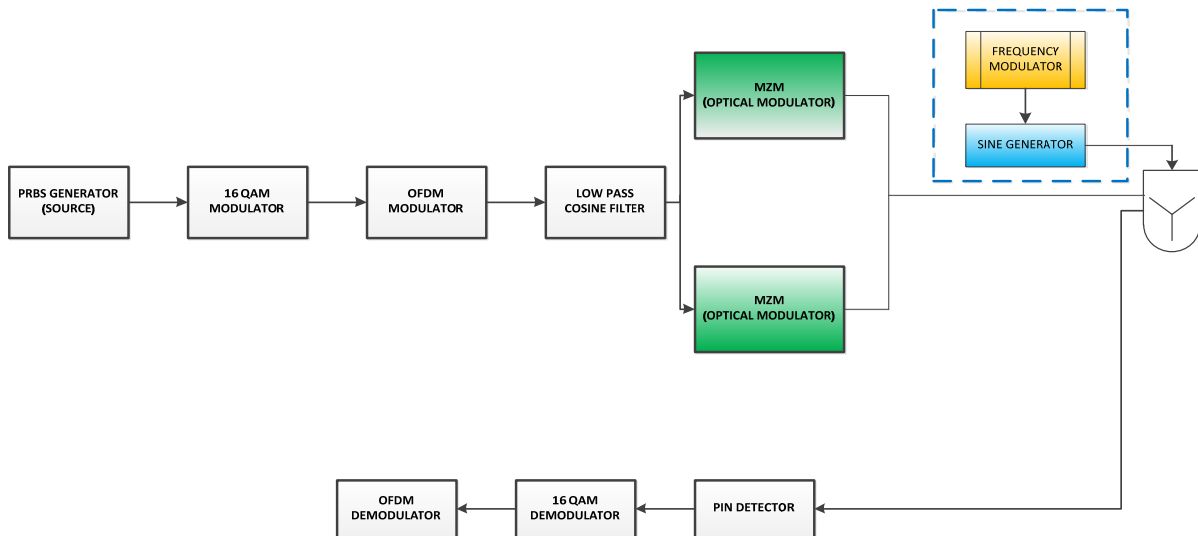 PRBS GENERATOR
(SOURCE)
16 QAM
MODULATOR
OFDM
MODULATOR
LOW PASS
COSINE FILTER
MZM
(OPTICAL MODULATOR)
MZM
(OPTICAL MODULATOR)
FREQUENCY
MODULATOR
SINE GENERATOR
PIN DETECTOR
16 QAM
DEMODULATOR
OFDM
DEMODULATOR